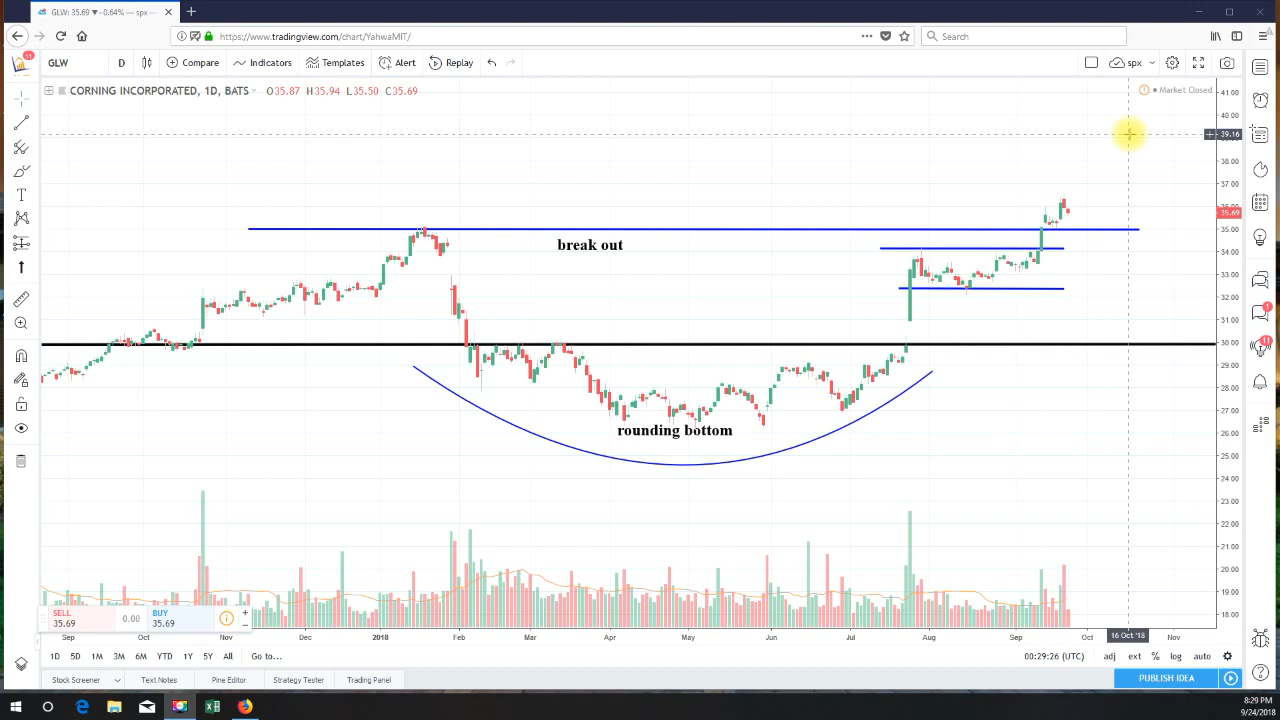 GLW: 35.69 ▼ −0.64% — spx —
https://www.tradingview.com/chart/YahwaMIT/
Search
11
GLW D Compare Indicators Templates Alert Replay spx
CORNING INCORPORATED, 1D, BATS O35.87 H35.94 L35.50 C35.69
Market Closed
41.00
40.00
39.16
38.00
37.00
36.00
35.69
35.00
break out
34.00
33.00
32.00
31.00
1
11
30.00
29.00
28.00
27.00
rounding bottom
26.00
25.00
24.00
23.00
22.00
21.00
20.00
19.00
18.00
SELL
35.69
0.00
BUY
35.69
Sep Oct Nov Dec 2018 Feb Mar Apr May Jun Jul Aug Sep Oct 16 Oct '18 Nov
1D 5D 1M 3M 6M YTD 1Y 5Y All Go to... 00:29:26 (UTC) adj ext % log auto
Stock Screener Text Notes Pine Editor Strategy Tester Trading Panel PUBLISH IDEA
8:29 PM
9/24/2018